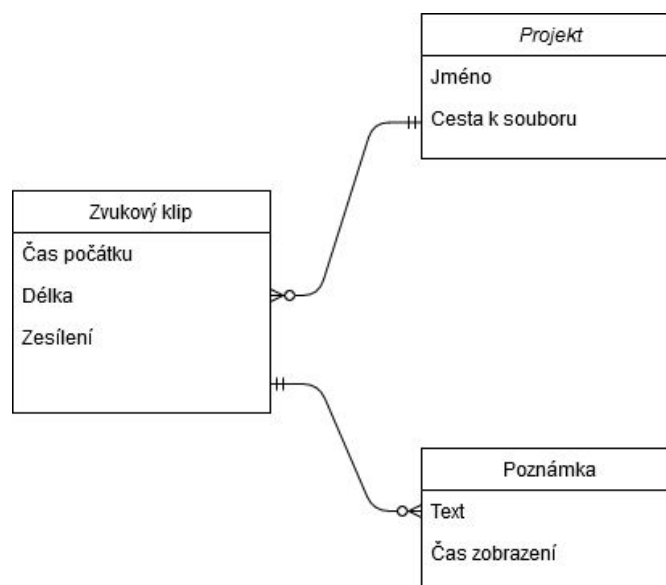 Projekt
Jméno
Cesta k souboru
Zvukový klip
Čas počátku
Délka
Zesílení
Poznámka
Text
Čas zobrazení